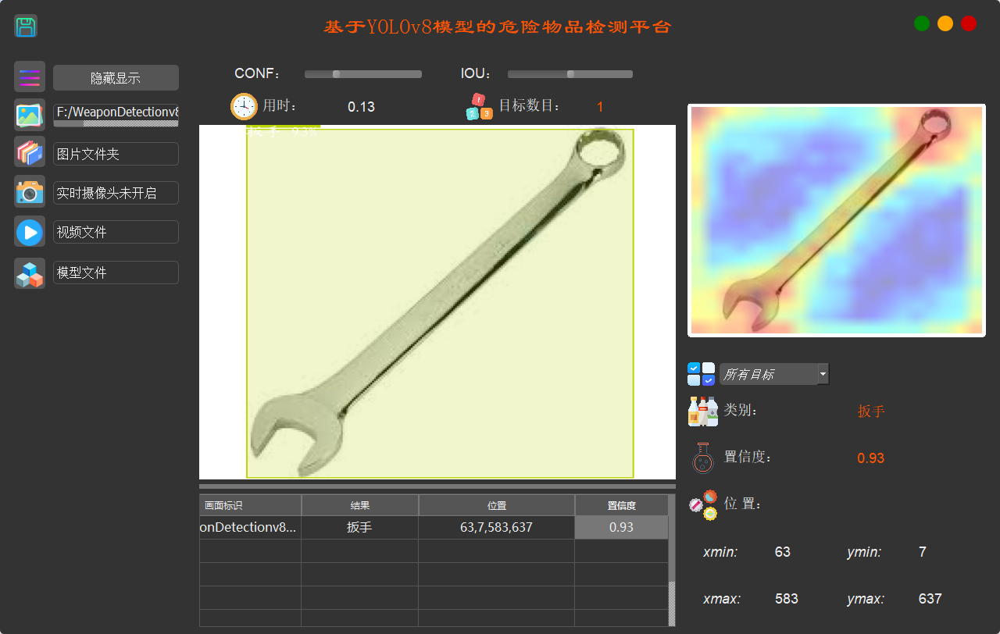 基于YOLOv8模型的危险物品检测平台
隐藏显示
F:/WeaponDetectionv8
图片文件夹
实时摄像头未开启
视频文件
模型文件
CONF:
IOU:
用时:
0.13
目标数目:
1
1
2
3
扳手 93%
所有目标
类别:
扳手
置信度:
0.93
位 置:
xmin:
63
ymin:
7
xmax:
583
ymax:
637
画面标识
结果
位置
置信度
onDetectionv8...
扳手
63,7,583,637
0.93